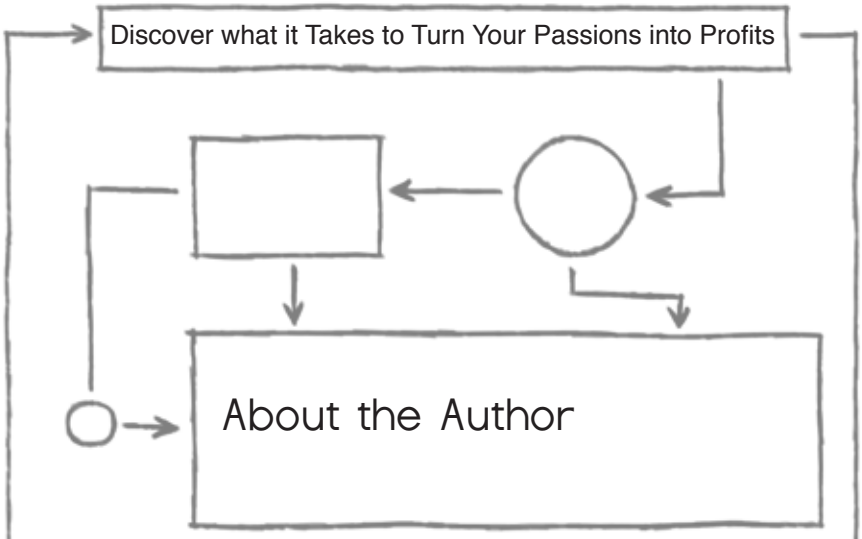 Discover what it Takes to Turn Your Passions into Profits
About the Author